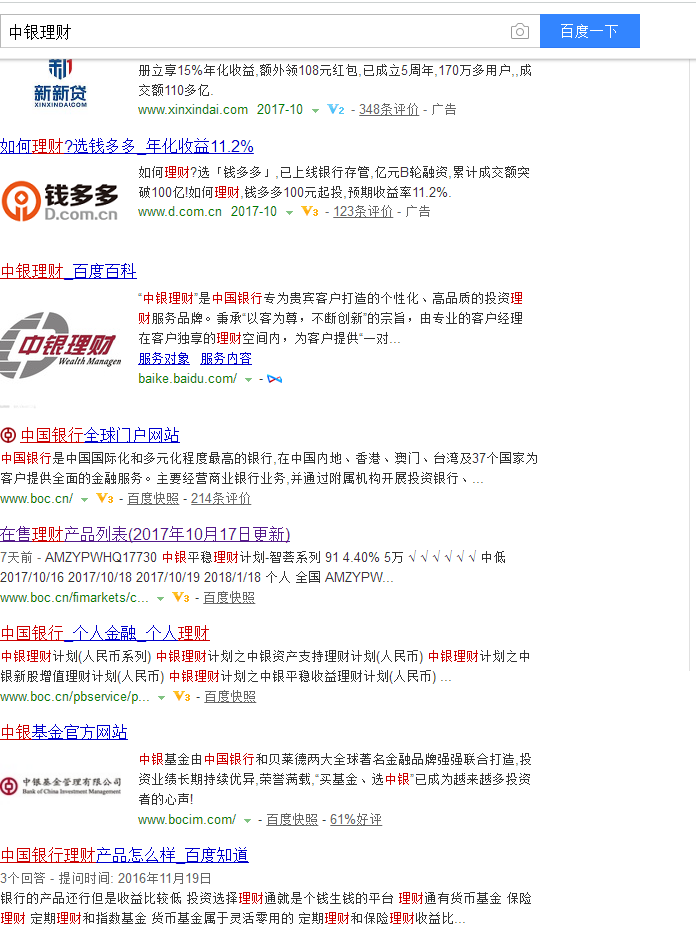 中银理财
百度一下
新新贷
XINXINDAI.COM
册立享15%年化收益,额外领108元红包,已成立5周年,170万多用户,,成
交额110多亿.
www.xinxindai.com 2017-10 V2 - 348条评价 - 广告
如何理财?选钱多多_年化收益11.2%
钱多多
D.com.cn
如何理财?选「钱多多」,已上线银行存管,亿元B轮融资,累计成交额突
破100亿!如何理财,钱多多100元起投,预期收益率11.2%.
www.d.com.cn 2017-10 V3 - 123条评价 - 广告
中银理财_百度百科
中银理财
Wealth Managen
“中银理财”是中国银行专为贵宾客户打造的个性化、高品质的投资理
财服务品牌。秉承“以客为尊，不断创新”的宗旨，由专业的客户经理
在客户独享的理财空间内，为客户提供“一对...
服务对象 服务内容
baike.baidu.com/ -
中国银行全球门户网站
中国银行是中国国际化和多元化程度最高的银行,在中国内地、香港、澳门、台湾及37个国家为
客户提供全面的金融服务。主要经营商业银行业务,并通过附属机构开展投资银行、...
www.boc.cn/ V3 - 百度快照 - 214条评价
在售理财产品列表(2017年10月17日更新)
7天前 - AMZYPWHQ17730 中银平稳理财计划-智荟系列 91 4.40% 5万 √ √ √ √ √ √ 中低
2017/10/16 2017/10/18 2017/10/19 2018/1/18 个人 全国 AMZYPW...
www.boc.cn/fimarkets/c... V3 - 百度快照
中国银行_个人金融_个人理财
中银理财计划(人民币系列) 中银理财计划之中银资产支持理财计划(人民币) 中银理财计划之中
银新股增值理财计划(人民币) 中银理财计划之中银平稳收益理财计划(人民币) ...
www.boc.cn/pbservice/p... V3 - 百度快照
中银基金官方网站
中银基金管理有限公司
Bank of China Investment Management
中银基金由中国银行和贝莱德两大全球著名金融品牌强强联合打造,投
资业绩长期持续优异,荣誉满载,“买基金、选中银”已成为越来越多投资
者的心声!
www.bocim.com/ - 百度快照 - 61%好评
中国银行理财产品怎么样_百度知道
3个回答 - 提问时间: 2016年11月19日
银行的产品还行但是收益比较低 投资选择理财通就是个钱生钱的平台 理财通有货币基金 保险
理财 定期理财和指数基金 货币基金属于灵活零用的 定期理财和保险理财收益比...